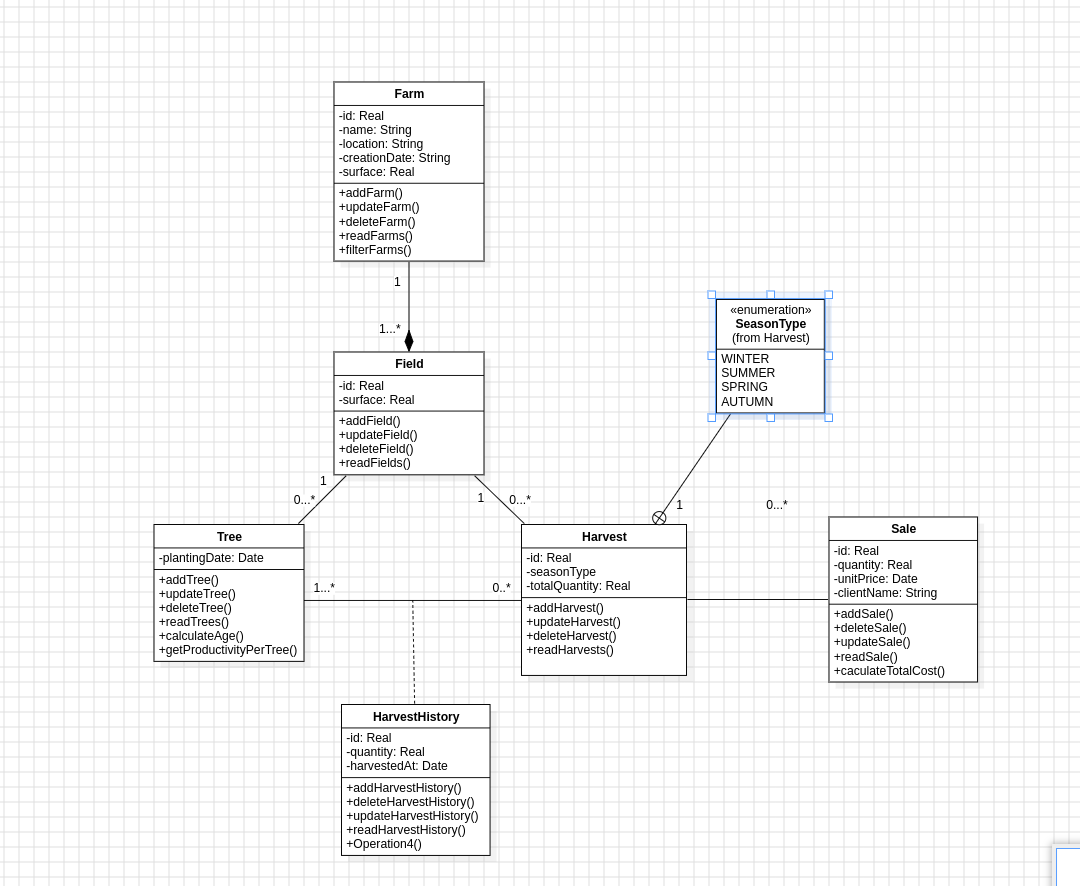 Farm
-id: Real
-name: String
-location: String
-creationDate: String
-surface: Real
+addFarm()
+updateFarm()
+deleteFarm()
+readFarms()
+filterFarms()
1
1...*
Field
-id: Real
-surface: Real
+addField()
+updateField()
+deleteField()
+readFields()
«enumeration»
SeasonType
(from Harvest)
WINTER
SUMMER
SPRING
AUTUMN
1
0...*
1
0...*
1
0...*
Tree
-plantingDate: Date
+addTree()
+updateTree()
+deleteTree()
+readTrees()
+calculateAge()
+getProductivityPerTree()
1...*
0..*
Harvest
-id: Real
-seasonType
-totalQuantity: Real
+addHarvest()
+updateHarvest()
+deleteHarvest()
+readHarvests()
Sale
-id: Real
-quantity: Real
-unitPrice: Date
-clientName: String
+addSale()
+deleteSale()
+updateSale()
+readSale()
+caculateTotalCost()
HarvestHistory
-id: Real
-quantity: Real
-harvestedAt: Date
+addHarvestHistory()
+deleteHarvestHistory()
+updateHarvestHistory()
+readHarvestHistory()
+Operation4()